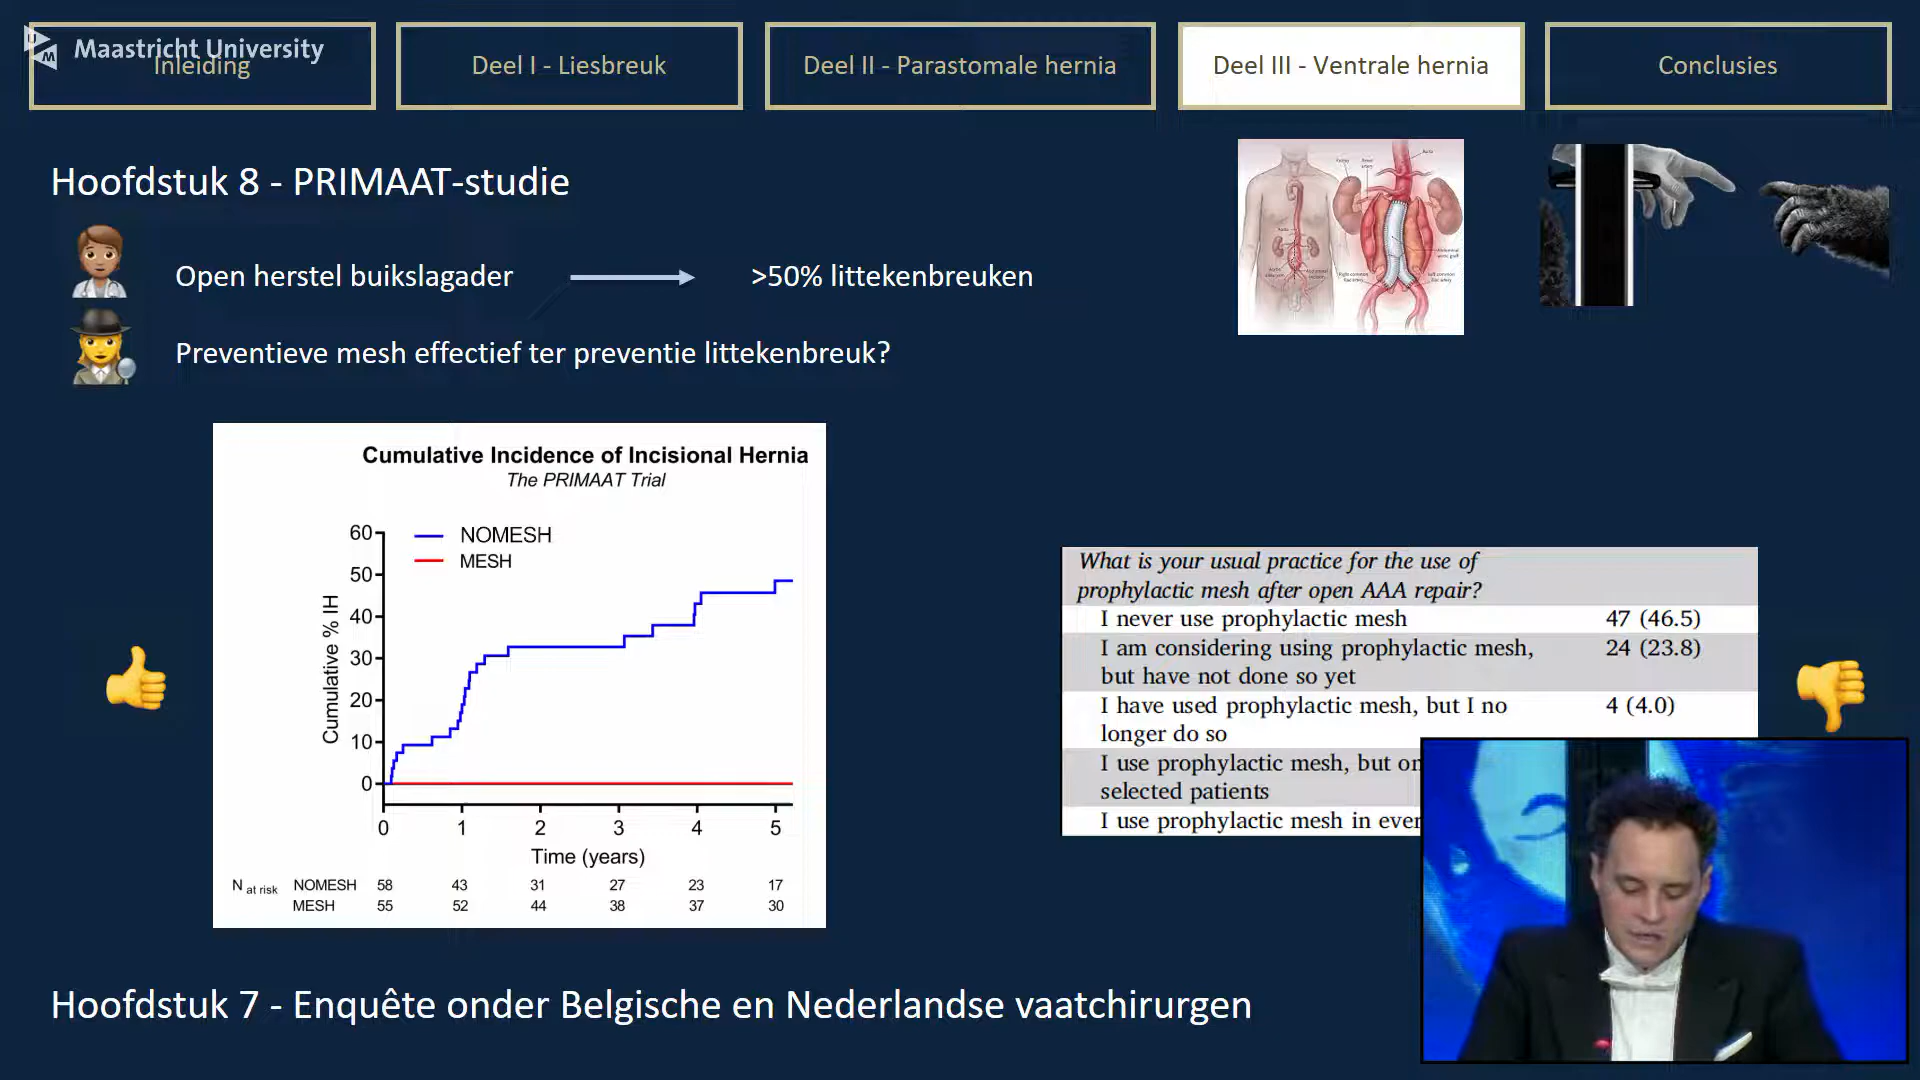 Maastricht University
Inleiding
Deel I - Liesbreuk
Deel II - Parastomale hernia
Deel III - Ventrale hernia
Conclusies
Hoofdstuk 8 - PRIMAAT-studie
Open herstel buikslagader
>50% littekenbreuken
Preventieve mesh effectief ter preventie littekenbreuk?
Cumulative Incidence of Incisional Hernia
The PRIMAAT Trial
60
50
40
30
20
10
0
Cumulative % IH
NOMESH
MESH
0 1 2 3 4 5
Time (years)
N at risk NOMESH 58 43 31 27 23 17
MESH 55 52 44 38 37 30
What is your usual practice for the use of
prophylactic mesh after open AAA repair?
I never use prophylactic mesh 47 (46.5)
I am considering using prophylactic mesh, 24 (23.8)
but have not done so yet
I have used prophylactic mesh, but I no 4 (4.0)
longer do so
I use prophylactic mesh, but
selected patients
I use prophylactic mesh in
Hoofdstuk 7 - Enquête onder Belgische en Nederlandse vaatchirurgen